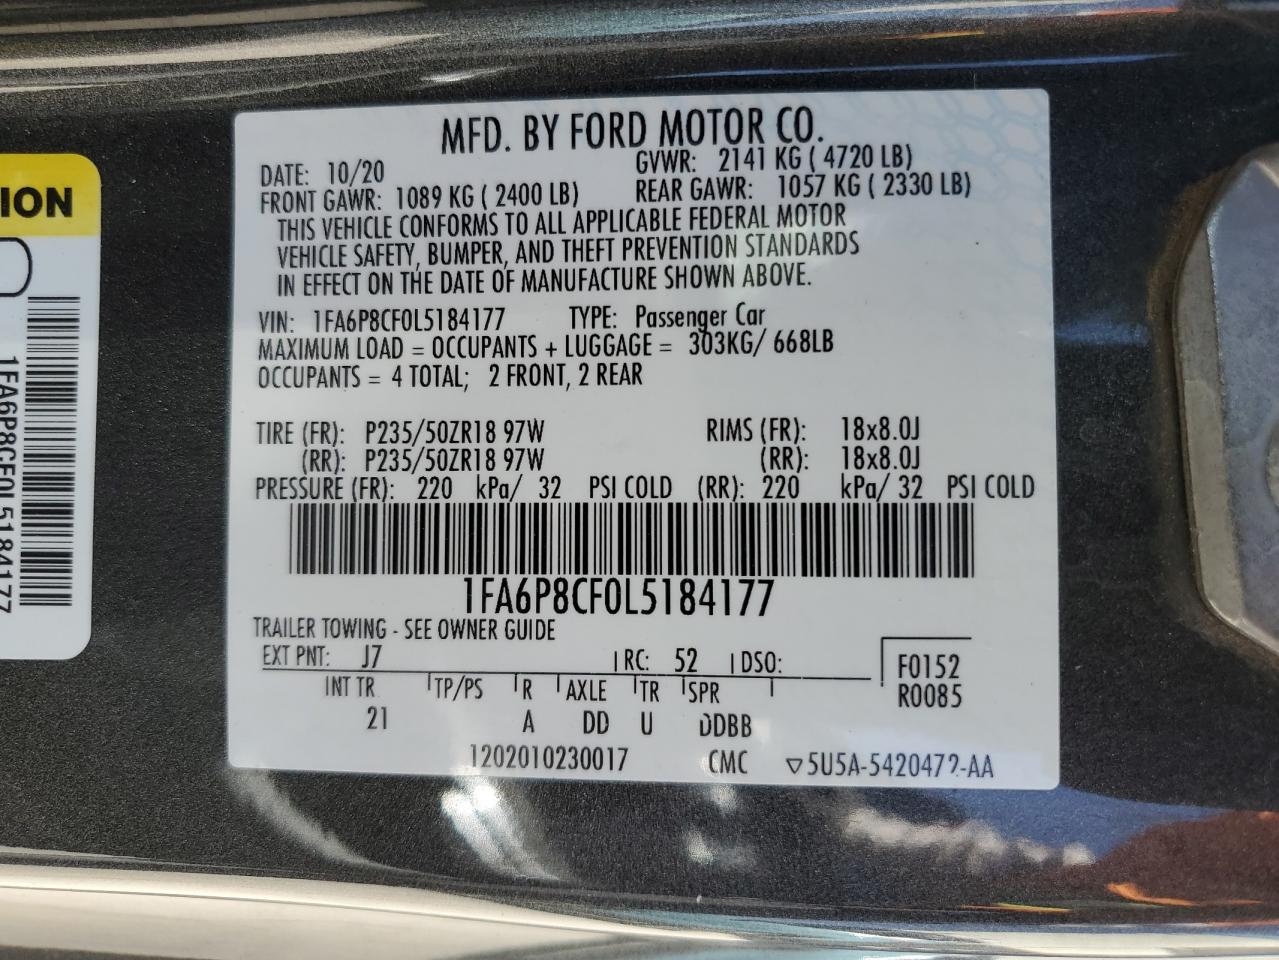 MFD. BY FORD MOTOR CO.
DATE: 10/20 GVWR: 2141 KG ( 4720 LB)
FRONT GAWR: 1089 KG ( 2400 LB) REAR GAWR: 1057 KG ( 2330 LB)
THIS VEHICLE CONFORMS TO ALL APPLICABLE FEDERAL MOTOR
VEHICLE SAFETY, BUMPER, AND THEFT PREVENTION STANDARDS
IN EFFECT ON THE DATE OF MANUFACTURE SHOWN ABOVE.
VIN: 1FA6P8CF0L5184177 TYPE: Passenger Car
MAXIMUM LOAD = OCCUPANTS + LUGGAGE = 303KG/ 668LB
OCCUPANTS = 4 TOTAL; 2 FRONT, 2 REAR
TIRE (FR): P235/50ZR18 97W RIMS (FR): 18x8.0J
(RR): P235/50ZR18 97W (RR): 18x8.0J
PRESSURE (FR): 220 kPa/ 32 PSI COLD (RR): 220 kPa/ 32 PSI COLD
1FA6P8CF0L5184177
TRAILER TOWING - SEE OWNER GUIDE
EXT PNT: J7 RC: 52 DSO: F0152
INT TR TP/PS R AXLE TR SPR R0085
21 A DD U DDBB
1202010230017 CMC ▽5U5A-5420472-AA
ION
1FA6P8CF0L5184177